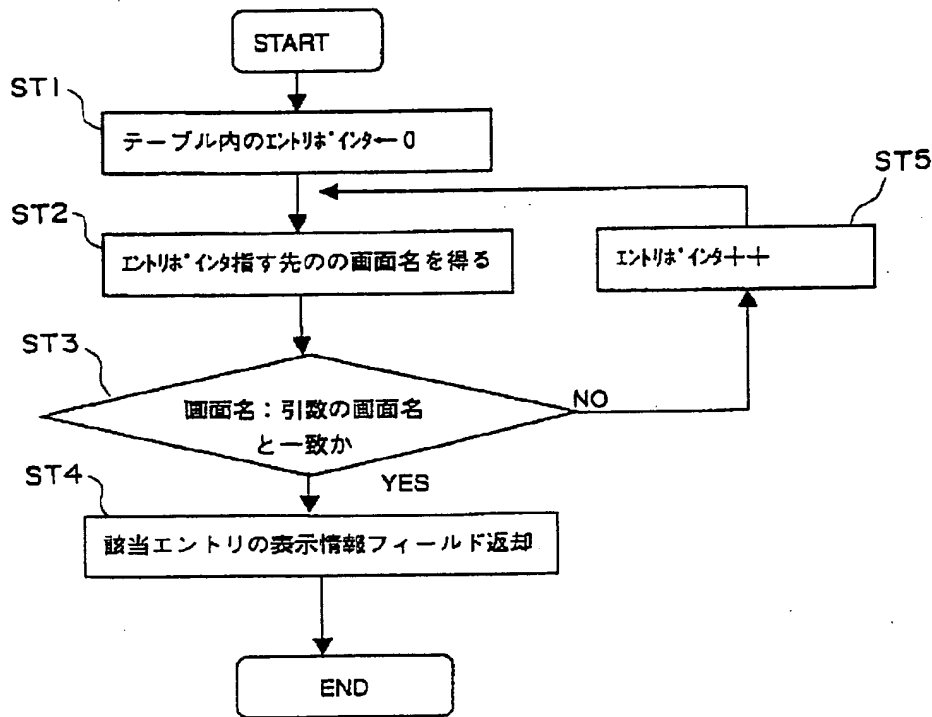 START
ST1
テーブル内のｴﾝﾄﾘﾎﾟｲﾝﾀ←0
ST5
ST2
ｴﾝﾄﾘﾎﾟｲﾝﾀ指す先のの画面名を得る
ｴﾝﾄﾘﾎﾟｲﾝﾀ++
ST3
画面名：引数の画面名
と一致か
NO
ST4
YES
該当エントリの表示情報フィールド返却
END